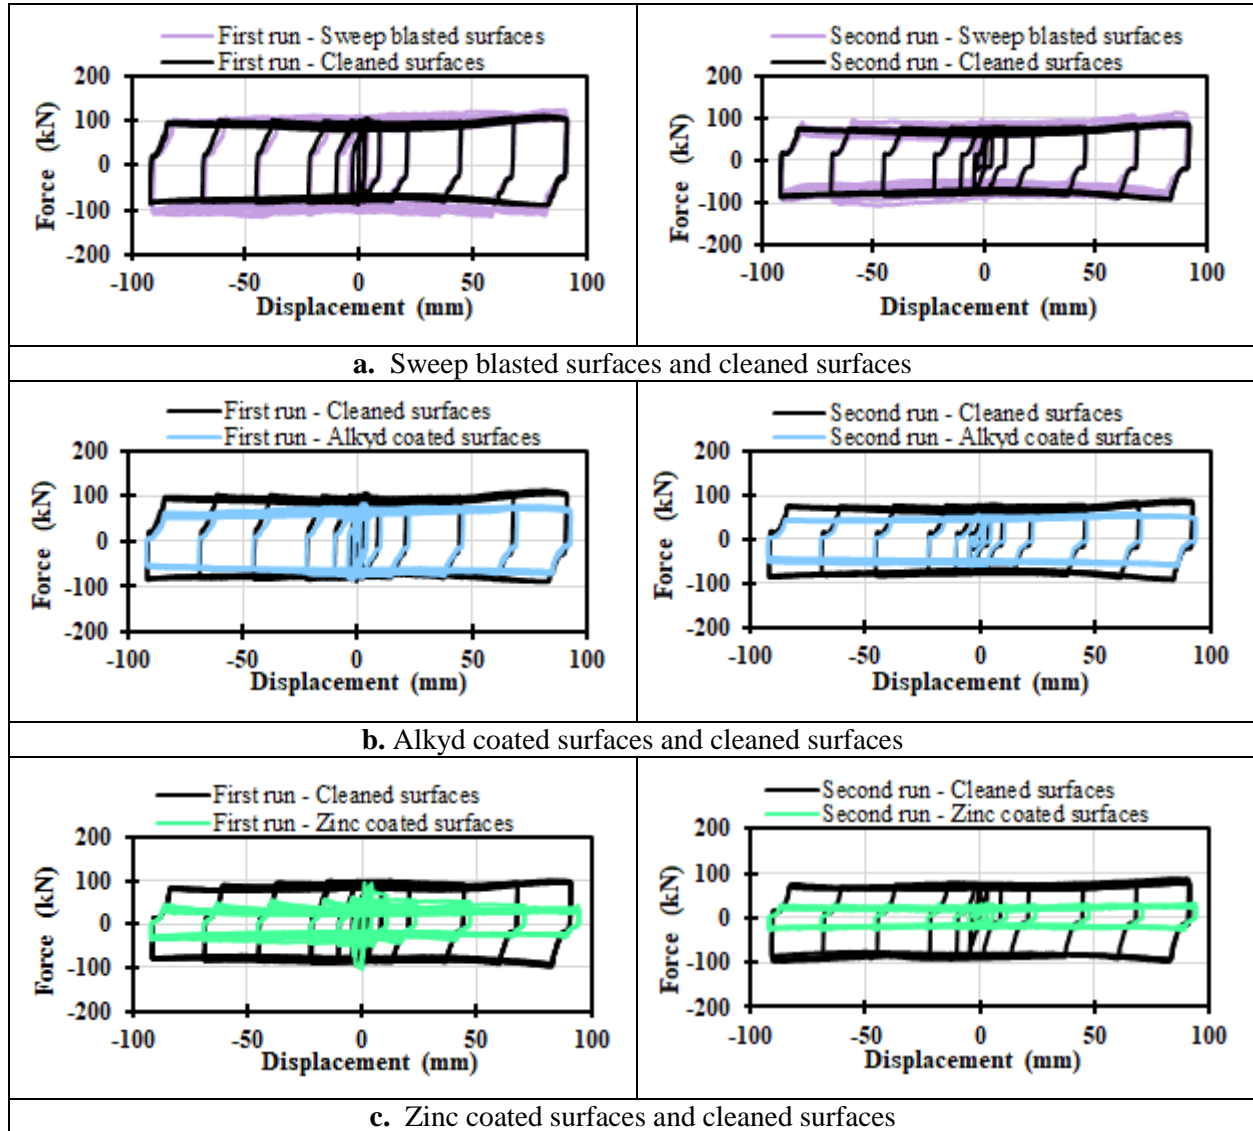 First run - Sweep blasted surfaces
First run - Cleaned surfaces
200
100
0
-100
-200
Force (kN)
-100 -50 0 50 100
Displacement (mm)
Second run - Sweep blasted surfaces
Second run - Cleaned surfaces
200
100
0
-100
-200
Force (kN)
-100 -50 0 50 100
Displacement (mm)
a. Sweep blasted surfaces and cleaned surfaces
First run - Cleaned surfaces
First run - Alkyd coated surfaces
200
100
0
-100
-200
Force (kN)
-100 -50 0 50 100
Displacement (mm)
Second run - Cleaned surfaces
Second run - Alkyd coated surfaces
200
100
0
-100
-200
Force (kN)
-100 -50 0 50 100
Displacement (mm)
b. Alkyd coated surfaces and cleaned surfaces
First run - Cleaned surfaces
First run - Zinc coated surfaces
200
100
0
-100
-200
Force (kN)
-100 -50 0 50 100
Displacement (mm)
Second run - Cleaned surfaces
Second run - Zinc coated surfaces
200
100
0
-100
-200
Force (kN)
-100 -50 0 50 100
Displacement (mm)
c. Zinc coated surfaces and cleaned surfaces